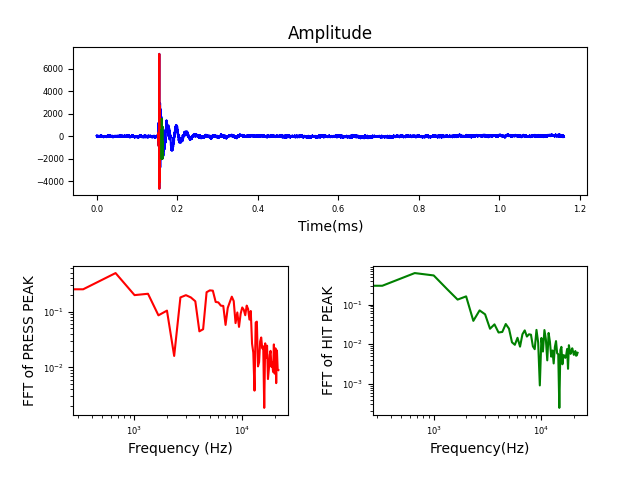 Amplitude
6000
4000
2000
0
−2000
−4000
0.0 0.2 0.4 0.6 0.8 1.0 1.2
Time(ms)
FFT of PRESS PEAK
10⁻¹
10⁻²
10³ 10⁴
Frequency (Hz)
FFT of HIT PEAK
10⁻¹
10⁻²
10⁻³
10³ 10⁴
Frequency(Hz)